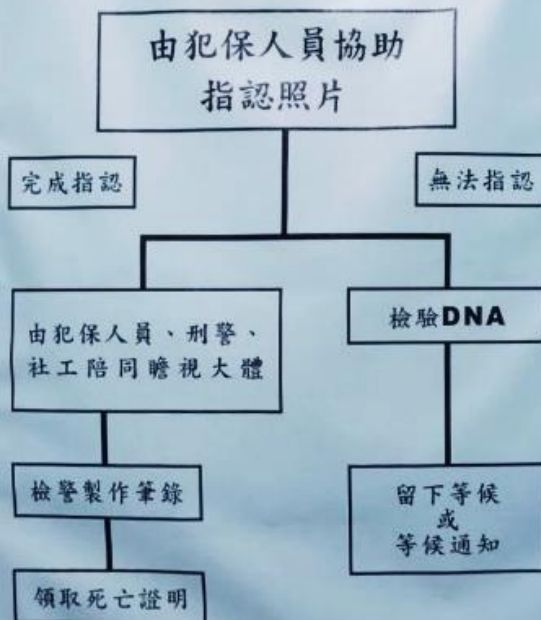 由犯保人員協助
指認照片
完成指認
無法指認
由犯保人員、刑警、
社工陪同瞻視大體
檢驗DNA
檢警製作筆錄
留下等候
或
等候通知
領取死亡證明